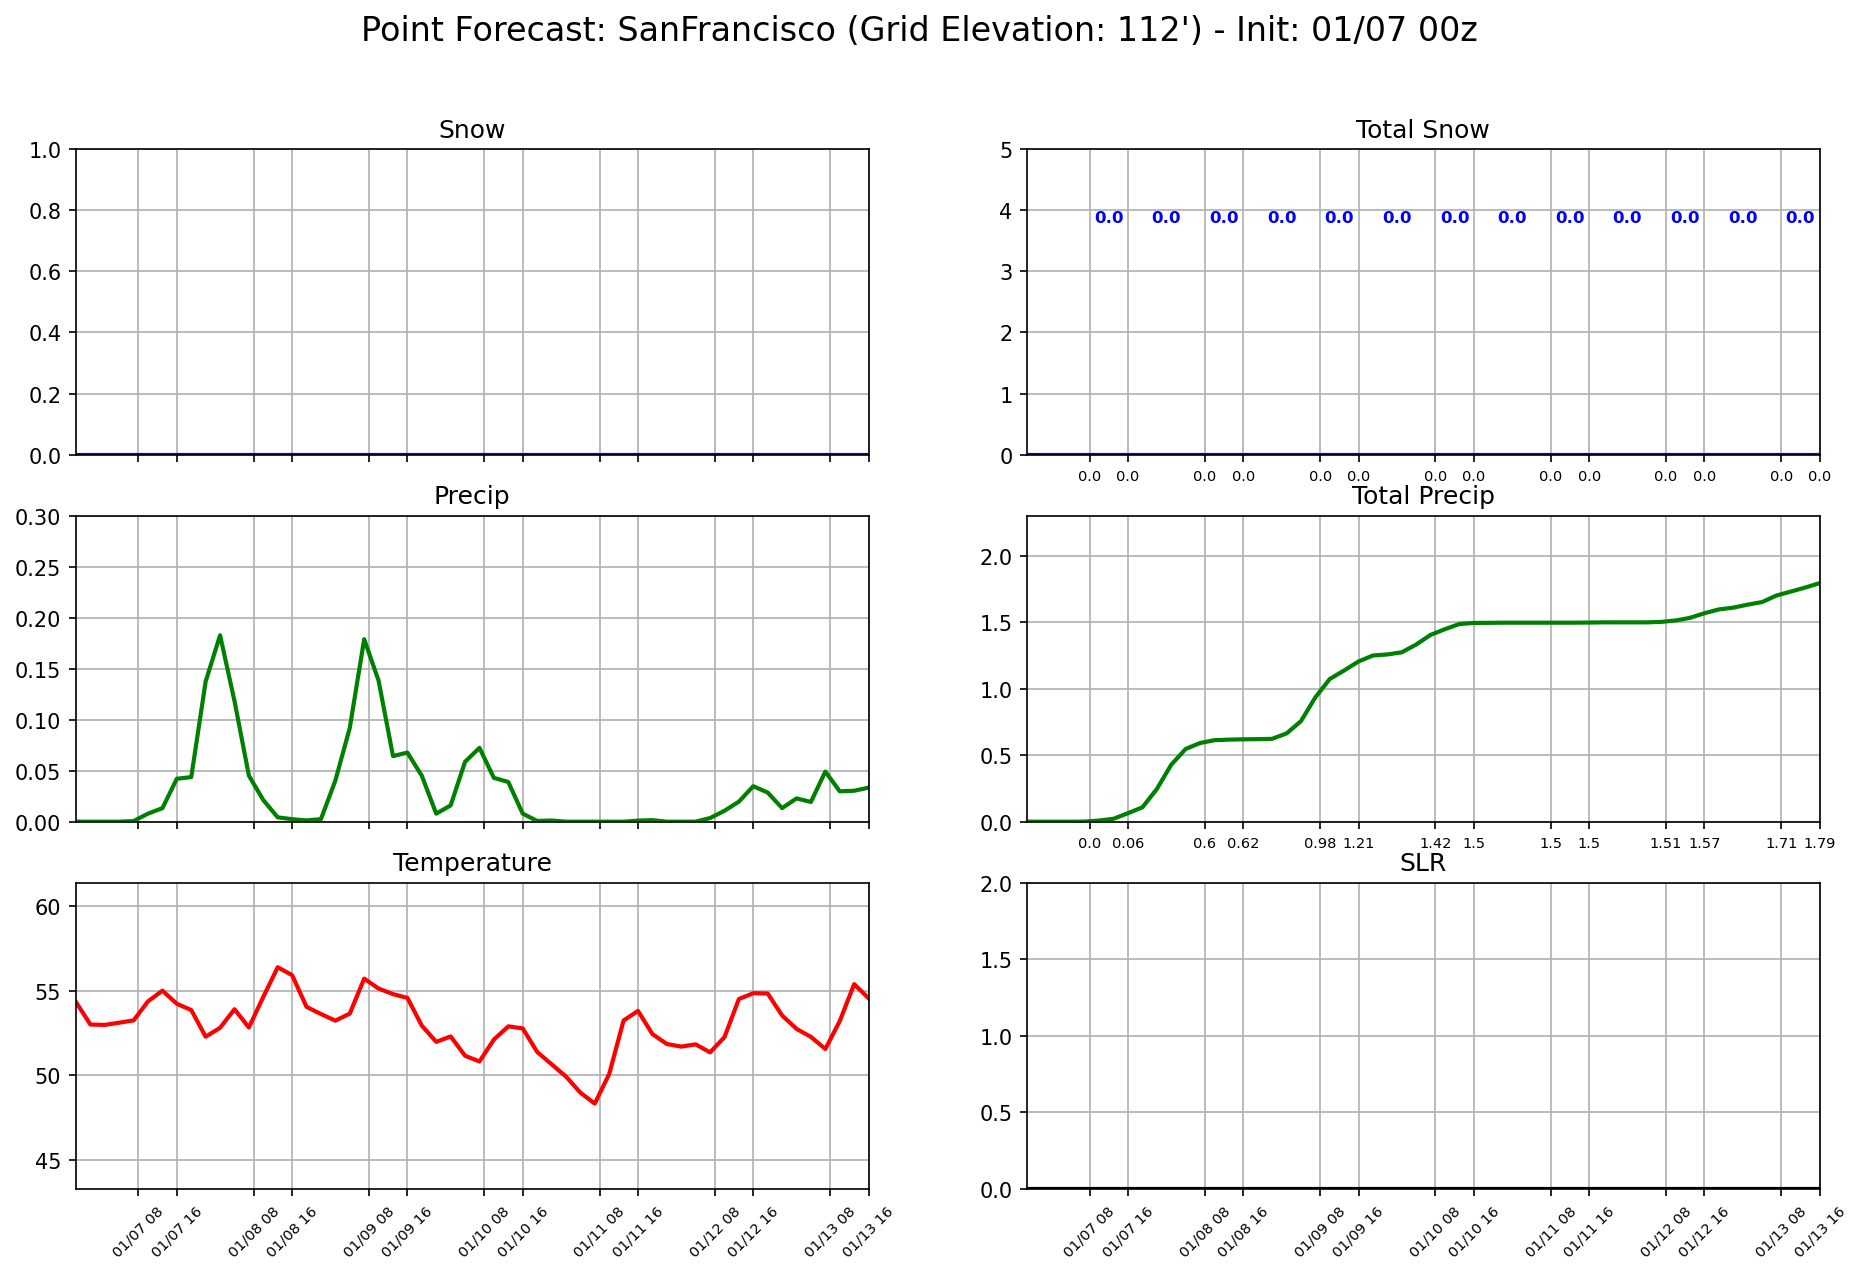 Point Forecast: SanFrancisco (Grid Elevation: 112') - Init: 01/07 00z
Snow
1.0
0.8
0.6
0.4
0.2
0.0
Total Snow
5
4
3
2
1
0
0.0 0.0 0.0 0.0 0.0 0.0 0.0 0.0 0.0 0.0 0.0 0.0 0.0
0.0 0.0 0.0 0.0 0.0 0.0 0.0 0.0 0.0 0.0 0.0 0.0 0.0 0.0
Precip
0.30
0.25
0.20
0.15
0.10
0.05
0.00
Total Precip
2.0
1.5
1.0
0.5
0.0
0.0 0.06 0.6 0.62 0.98 1.21 1.42 1.5 1.5 1.5 1.51 1.57 1.71 1.79
Temperature
60
55
50
45
01/07 08 01/07 16 01/08 08 01/08 16 01/09 08 01/09 16 01/10 08 01/10 16 01/11 08 01/11 16 01/12 08 01/12 16 01/13 08 01/13 16
SLR
2.0
1.5
1.0
0.5
0.0
01/07 08 01/07 16 01/08 08 01/08 16 01/09 08 01/09 16 01/10 08 01/10 16 01/11 08 01/11 16 01/12 08 01/12 16 01/13 08 01/13 16